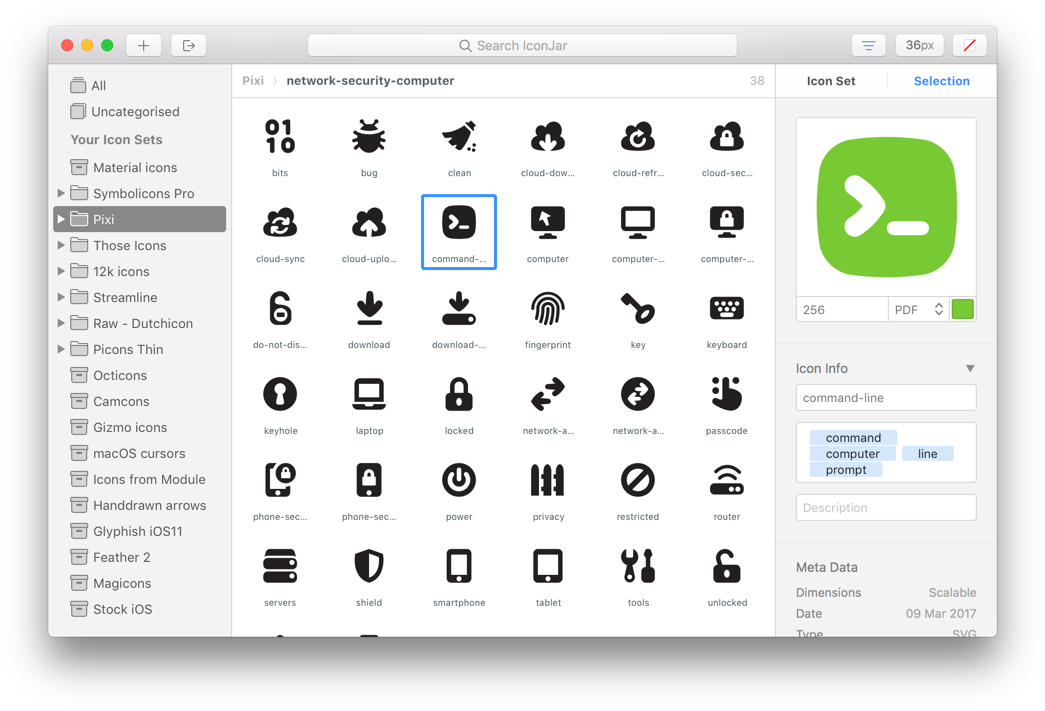 Search IconJar
36px
All
Uncategorised
Your Icon Sets
Material icons
Symbolicons Pro
Pixi
Those Icons
12k icons
Streamline
Raw - Dutchicon
Picons Thin
Octicons
Camcons
Gizmo icons
macOS cursors
Icons from Module
Handdrawn arrows
Glyphish iOS11
Feather 2
Magicons
Stock iOS
Pixi network-security-computer 38
01
10
bits bug clean cloud-dow... cloud-refr... cloud-sec...
cloud-sync cloud-uplo... command-... computer computer-... computer-...
do-not-dis... download download-... fingerprint key keyboard
keyhole laptop locked network-a... network-a... passcode
phone-sec... phone-sec... power privacy restricted router
servers shield smartphone tablet tools unlocked
Icon Set Selection
256 PDF
Icon Info
command-line
command
computer line
prompt
Description
Meta Data
Dimensions Scalable
Date 09 Mar 2017
Type SVG